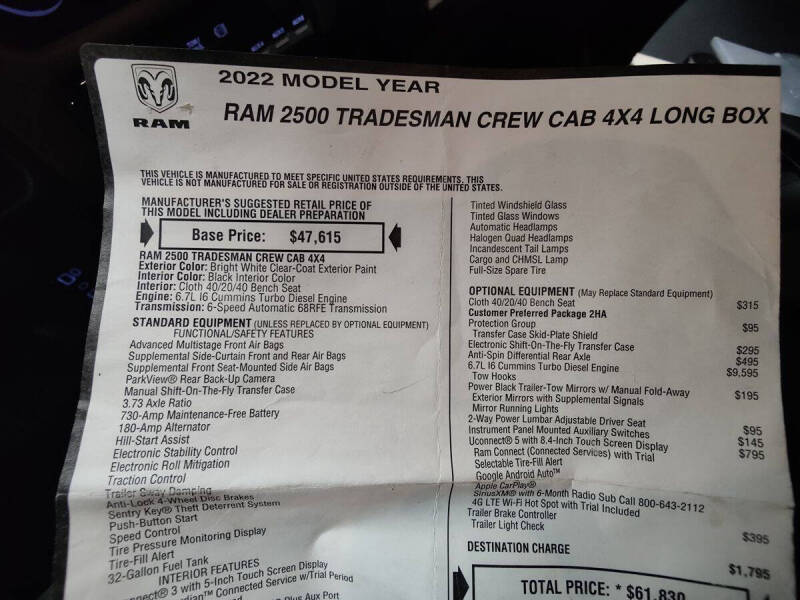 2022 MODEL YEAR
RAM 2500 TRADESMAN CREW CAB 4X4 LONG BOX
RAM
THIS VEHICLE IS MANUFACTURED TO MEET SPECIFIC UNITED STATES REQUIREMENTS. THIS
VEHICLE IS NOT MANUFACTURED FOR SALE OR REGISTRATION OUTSIDE OF THE UNITED STATES.
MANUFACTURER'S SUGGESTED RETAIL PRICE OF
THIS MODEL INCLUDING DEALER PREPARATION
Base Price: $47,615
RAM 2500 TRADESMAN CREW CAB 4X4
Exterior Color: Bright White Clear-Coat Exterior Paint
Interior Color: Black Interior Color
Interior: Cloth 40/20/40 Bench Seat
Engine: 6.7L I6 Cummins Turbo Diesel Engine
Transmission: 6-Speed Automatic 68RFE Transmission
STANDARD EQUIPMENT (UNLESS REPLACED BY OPTIONAL EQUIPMENT)
FUNCTIONAL/SAFETY FEATURES
Advanced Multistage Front Air Bags
Supplemental Side-Curtain Front and Rear Air Bags
Supplemental Front Seat-Mounted Side Air Bags
ParkView® Rear Back-Up Camera
Manual Shift-On-The-Fly Transfer Case
3.73 Axle Ratio
730-Amp Maintenance-Free Battery
180-Amp Alternator
Hill-Start Assist
Electronic Stability Control
Electronic Roll Mitigation
Traction Control
Trailer Sway Damping
Anti-Lock 4-Wheel Disc Brakes
Sentry Key® Theft Deterrent System
Push-Button Start
Speed Control
Tire Pressure Monitoring Display
Tire-Fill Alert
32-Gallon Fuel Tank
INTERIOR FEATURES
3 with 5-Inch Touch Screen Display
Connected Service w/Trial Period
Plus Aux Port
Tinted Windshield Glass
Tinted Glass Windows
Automatic Headlamps
Halogen Quad Headlamps
Incandescent Tail Lamps
Cargo and CHMSL Lamp
Full-Size Spare Tire
OPTIONAL EQUIPMENT (May Replace Standard Equipment)
Cloth 40/20/40 Bench Seat $315
Customer Preferred Package 2HA
Protection Group $95
Transfer Case Skid-Plate Shield
Electronic Shift-On-The-Fly Transfer Case $295
Anti-Spin Differential Rear Axle $495
6.7L I6 Cummins Turbo Diesel Engine $9,595
Tow Hooks
Power Black Trailer-Tow Mirrors w/ Manual Fold-Away $195
Exterior Mirrors with Supplemental Signals
Mirror Running Lights
2-Way Power Lumbar Adjustable Driver Seat $95
Instrument Panel Mounted Auxiliary Switches $145
Uconnect® 5 with 8.4-Inch Touch Screen Display $795
Ram Connect (Connected Services) with Trial
Selectable Tire-Fill Alert
Google Android Auto™
Apple CarPlay®
SiriusXM® with 6-Month Radio Sub Call 800-643-2112
4G LTE Wi-Fi Hot Spot with Trial Included
Trailer Brake Controller $395
Trailer Light Check
DESTINATION CHARGE $1,795
TOTAL PRICE: * $61,830